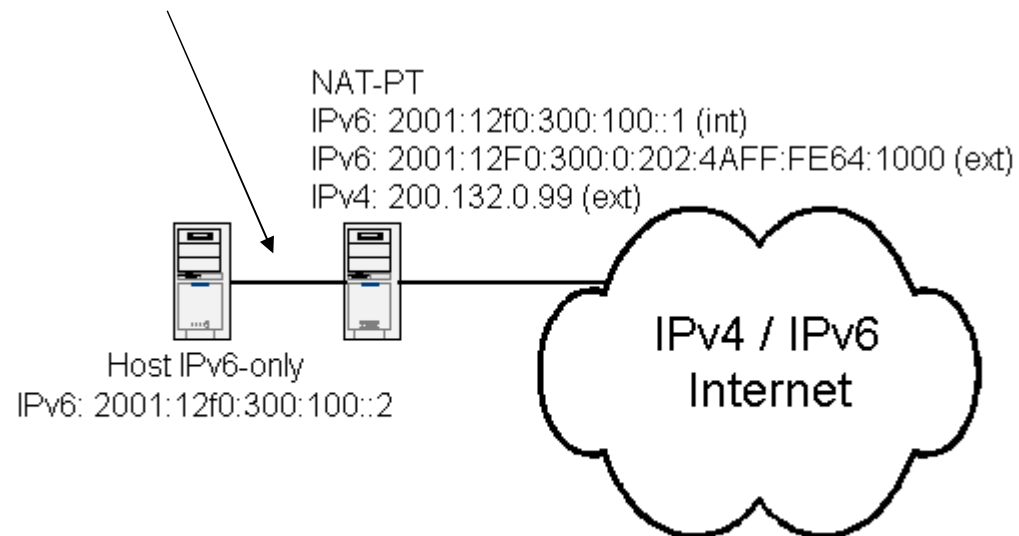 NAT-PT
IPv6: 2001:12f0:300:100::1 (int)
IPv6: 2001:12F0:300:0:202:4AFF:FE64:1000 (ext)
IPv4: 200.132.0.99 (ext)
Host IPv6-only
IPv6: 2001:12f0:300:100::2
IPv4 / IPv6
Internet